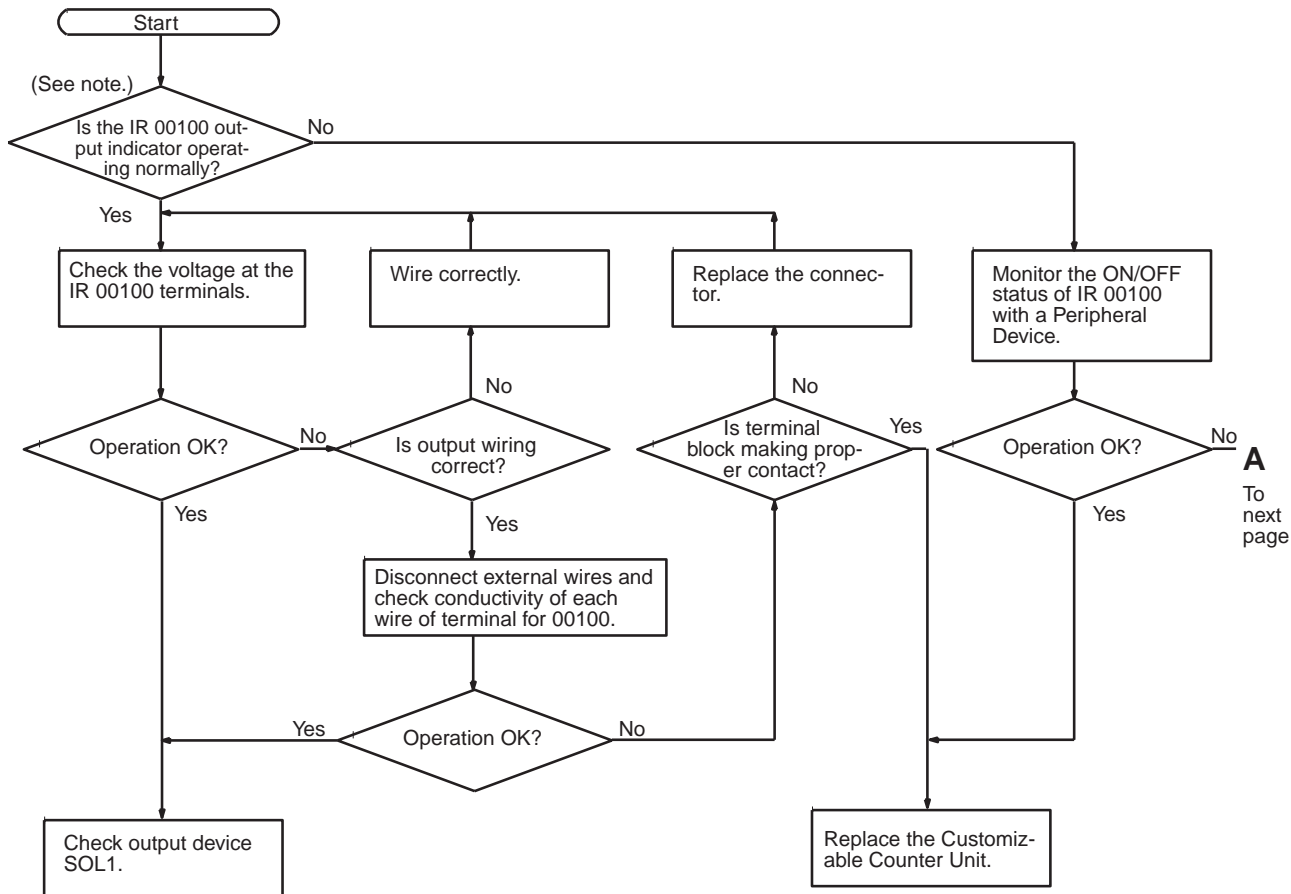 Start
(See note.)
Is the IR 00100 out-
put indicator operat-
ing normally?
No
Yes
Check the voltage at the
IR 00100 terminals.
Wire correctly.
Replace the connec-
tor.
Monitor the ON/OFF
status of IR 00100
with a Peripheral
Device.
Operation OK?
No
No
Is output wiring
correct?
No
Is terminal
block making prop-
er contact?
Yes
Operation OK?
No
A
To
next
page
Yes
Yes
Yes
Disconnect external wires and
check conductivity of each
wire of terminal for 00100.
Yes
Operation OK?
No
Check output device
SOL1.
Replace the Customiz-
able Counter Unit.